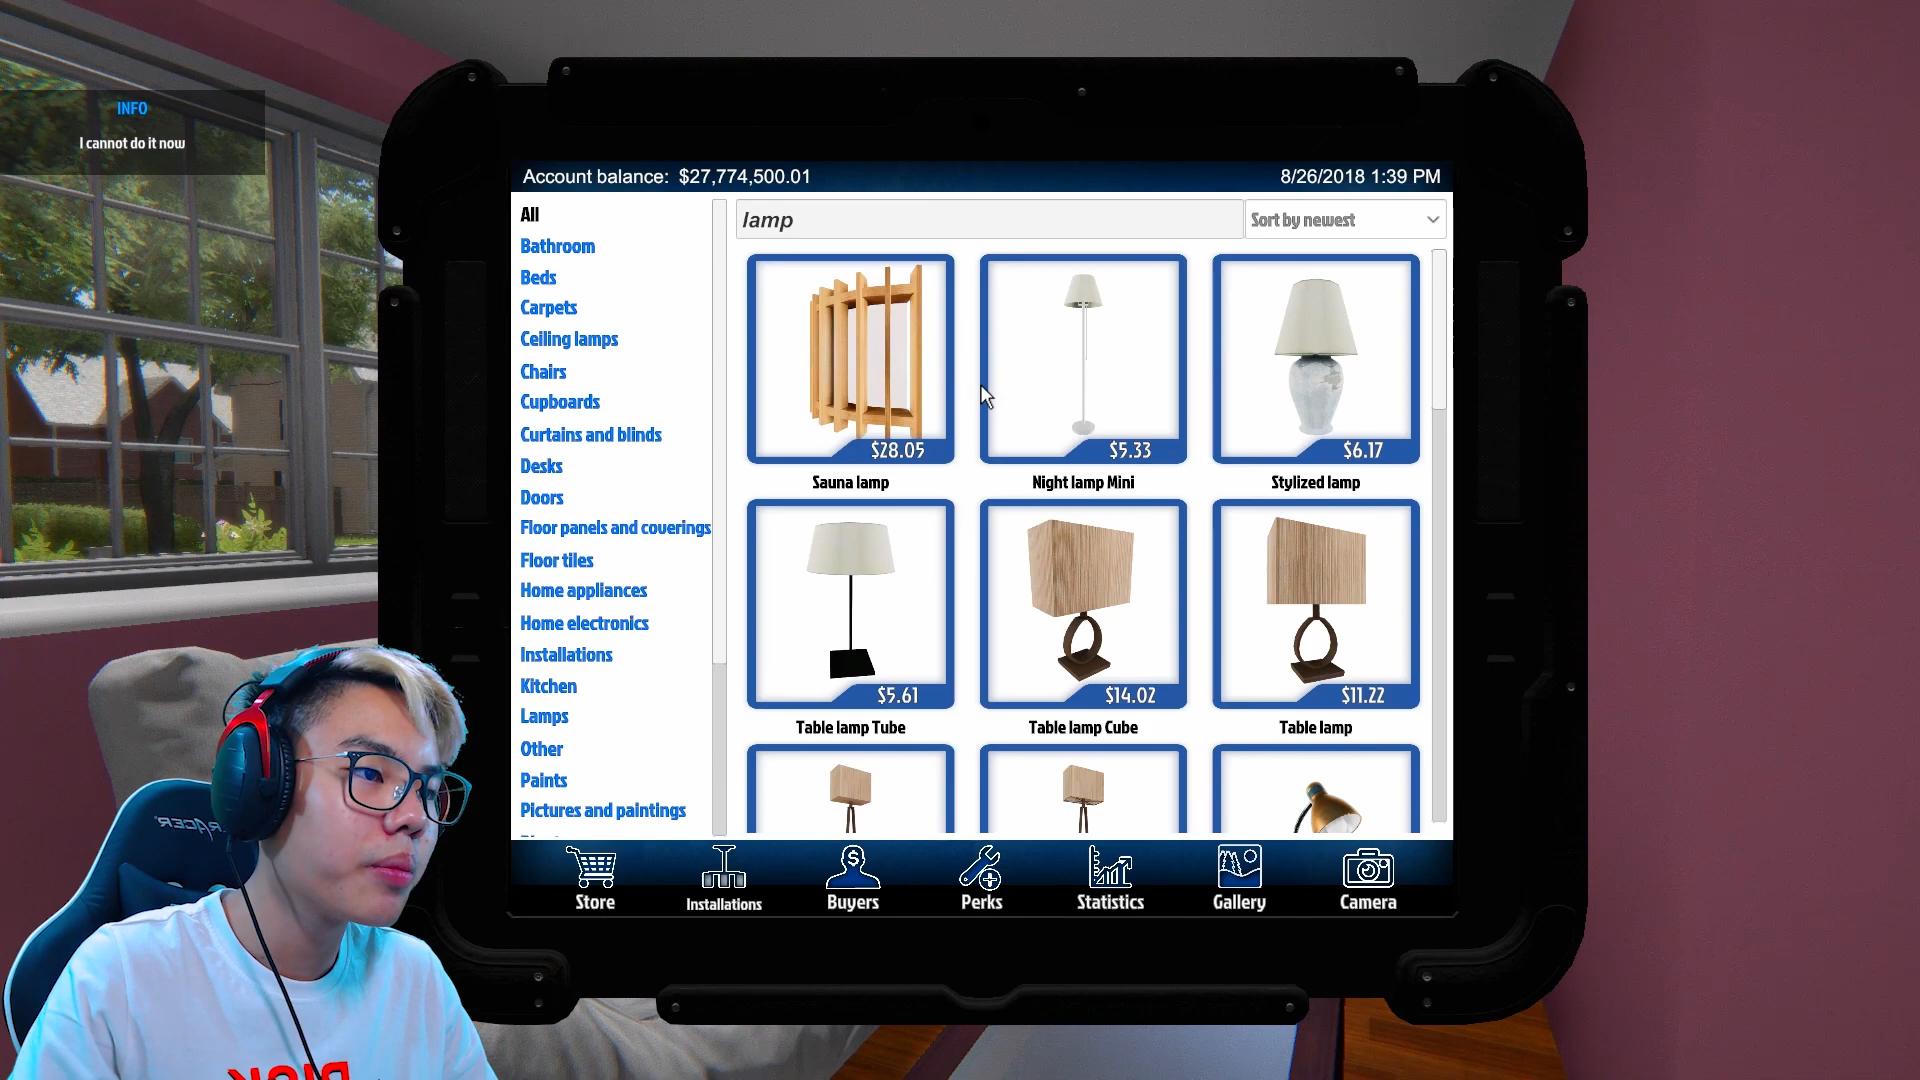 INFO
I cannot do it now
Account balance: $27,774,500.01
8/26/2018 1:39 PM
All
Bathroom
Beds
Carpets
Ceiling lamps
Chairs
Cupboards
Curtains and blinds
Desks
Doors
Floor panels and coverings
Floor tiles
Home appliances
Home electronics
Installations
Kitchen
Lamps
Other
Paints
Pictures and paintings
lamp
Sort by newest
$28.05
$5.33
$6.17
Sauna lamp
Night lamp Mini
Stylized lamp
$5.61
$14.02
$11.22
Table lamp Tube
Table lamp Cube
Table lamp
Store
Installations
Buyers
Perks
Statistics
Gallery
Camera